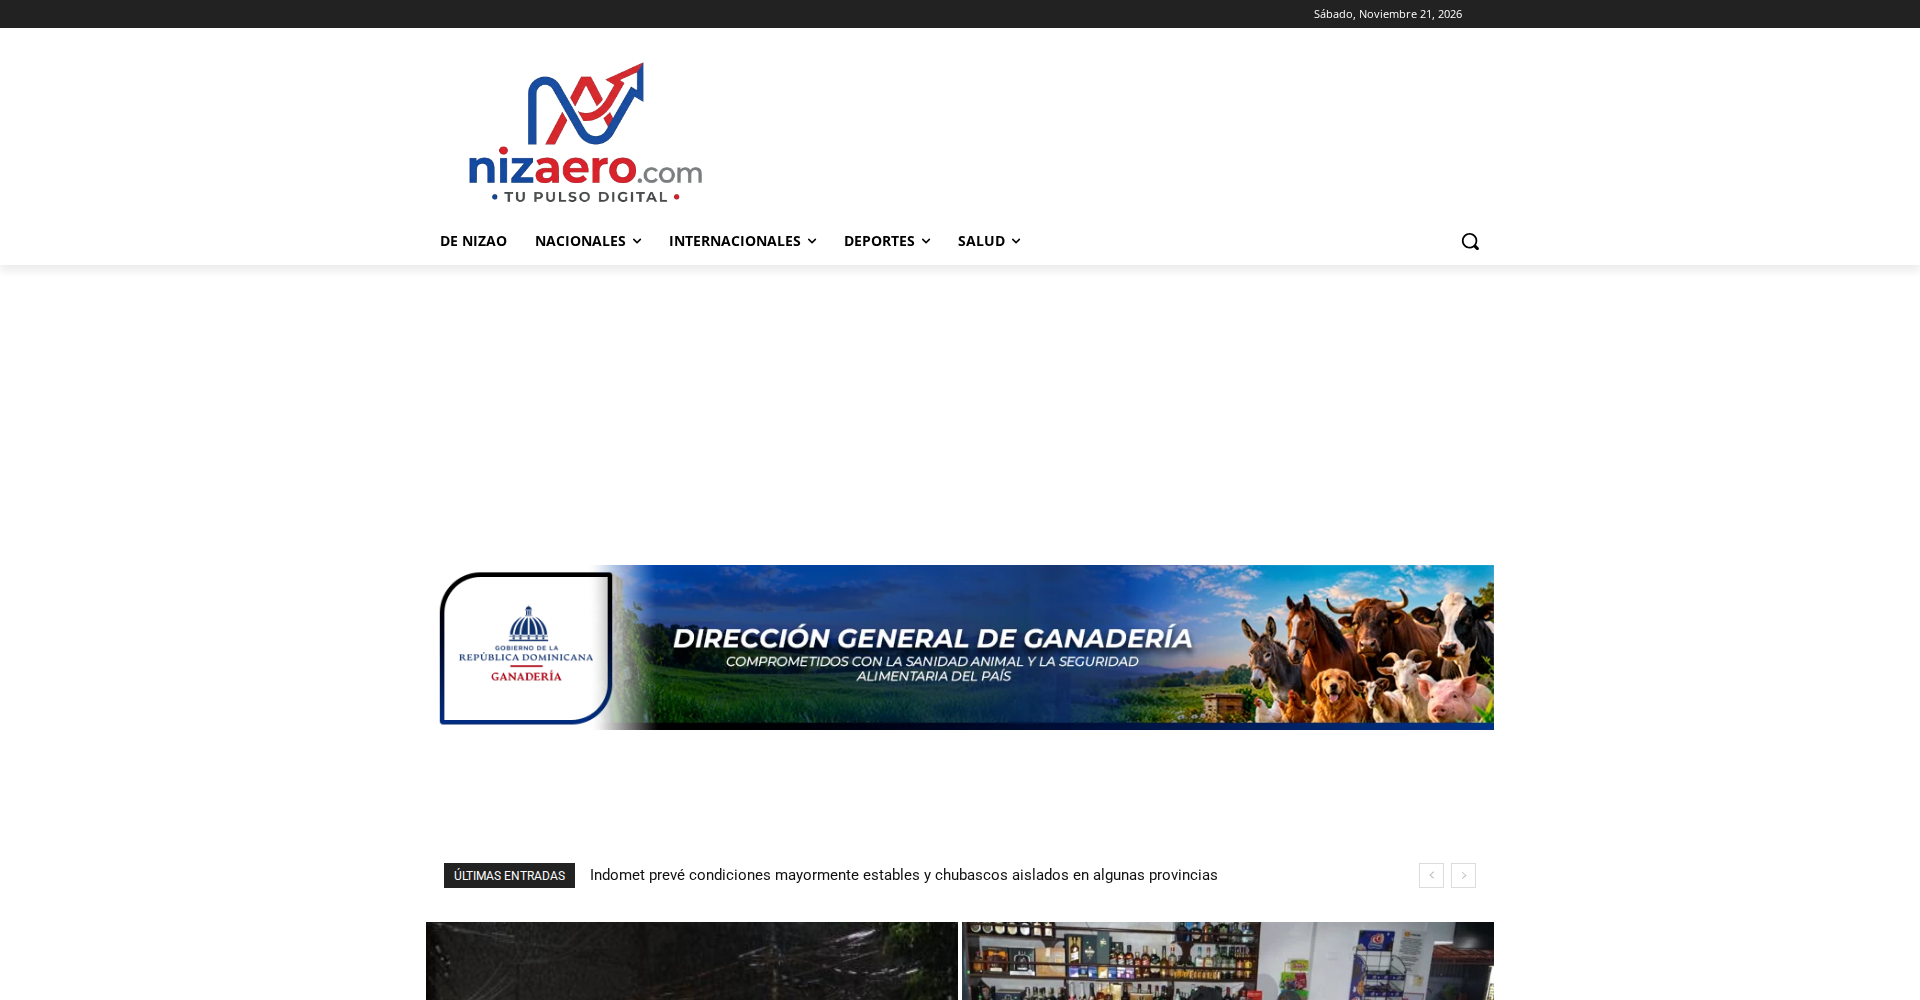 Sábado, Noviembre 21, 2026
nizaero.com
• TU PULSO DIGITAL •
DE NIZAO
NACIONALES
INTERNACIONALES
DEPORTES
SALUD
GOBIERNO DE LA
REPÚBLICA DOMINICANA
GANADERÍA
DIRECCIÓN GENERAL DE GANADERÍA
COMPROMETIDOS CON LA SANIDAD ANIMAL Y LA SEGURIDAD
ALIMENTARIA DEL PAÍS
ÚLTIMAS ENTRADAS
Indomet prevé condiciones mayormente estables y chubascos aislados en algunas provincias